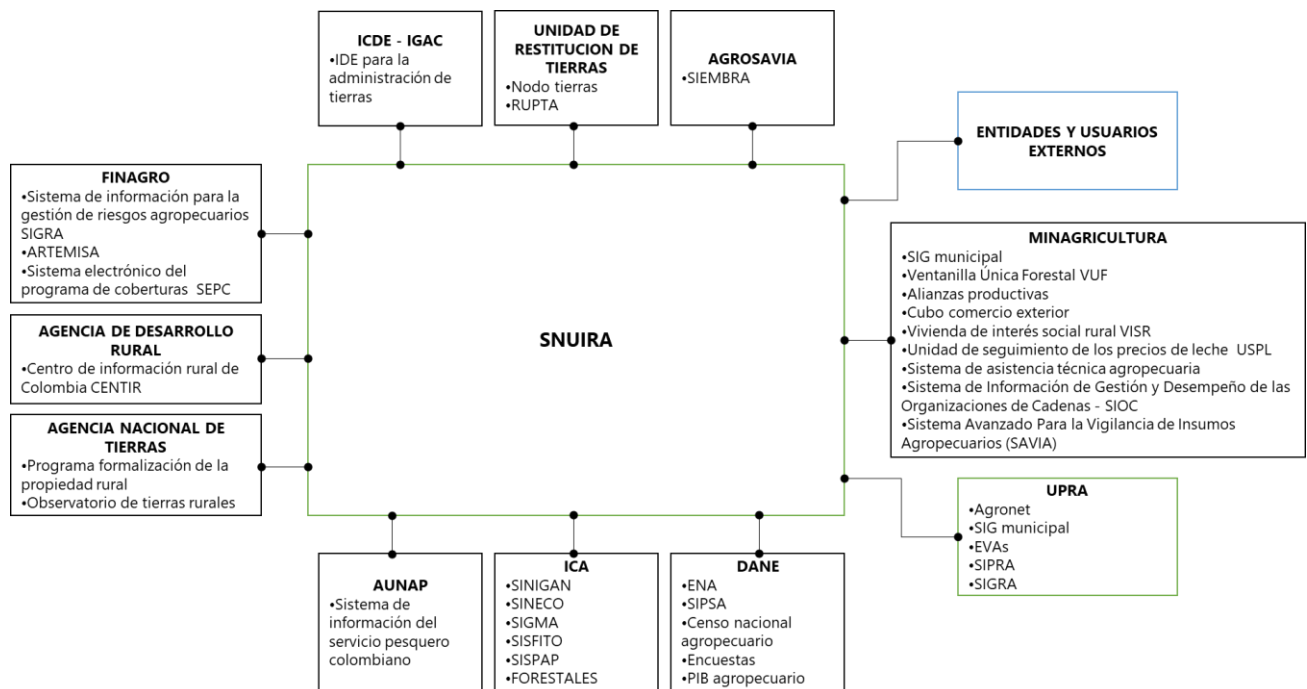 ICDE - IGAC
•IDE para la
administración de
tierras
UNIDAD DE
RESTITUCION DE
TIERRAS
•Nodo tierras
•RUPTA
AGROSAVIA
•SIEMBRA
ENTIDADES Y USUARIOS
EXTERNOS
FINAGRO
•Sistema de información para la
gestión de riesgos agropecuarios
SIGRA
•ARTEMISA
•Sistema electrónico del
programa de coberturas SEPC
AGENCIA DE DESARROLLO
RURAL
•Centro de información rural de
Colombia CENTIR
AGENCIA NACIONAL DE
TIERRAS
•Programa formalización de la
propiedad rural
•Observatorio de tierras rurales
SNUIRA
MINAGRICULTURA
•SIG municipal
•Ventanilla Única Forestal VUF
•Alianzas productivas
•Cubo comercio exterior
•Vivienda de interés social rural VISR
•Unidad de seguimiento de los precios de leche USPL
•Sistema de asistencia técnica agropecuaria
•Sistema de Información de Gestión y Desempeño de las
Organizaciones de Cadenas - SIOC
•Sistema Avanzado Para la Vigilancia de Insumos
Agropecuarios (SAVIA)
UPRA
•Agronet
•SIG municipal
•EVAs
•SIPRA
•SIGRA
AUNAP
•Sistema de
información del
servicio pesquero
colombiano
ICA
•SINIGAN
•SINECO
•SIGMA
•SISFITO
•SISPAP
•FORESTALES
DANE
•ENA
•SIPSA
•Censo nacional
agropecuario
•Encuestas
•PIB agropecuario